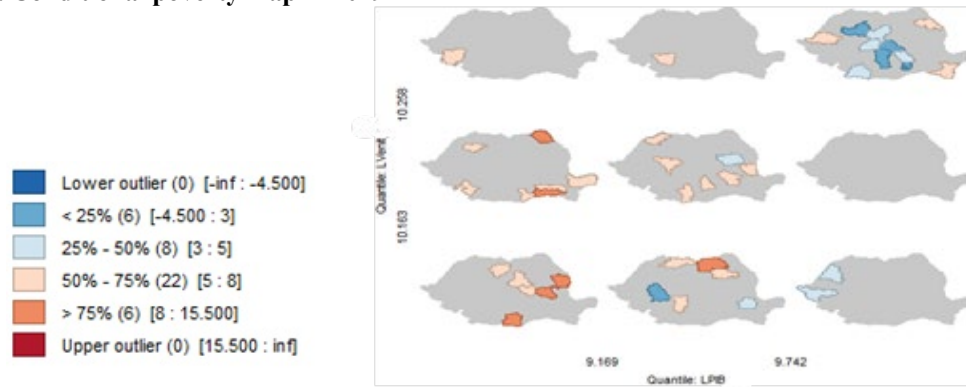 Lower outlier (0) [-inf : -4.500]
< 25% (6) [-4.500 : 3]
25% - 50% (8) [3 : 5]
50% - 75% (22) [5 : 8]
> 75% (6) [8 : 15.500]
Upper outlier (0) [15.500 : inf]
Quantile: LVenit
10.258
10.163
9.169
9.742
Quantile: LPIB